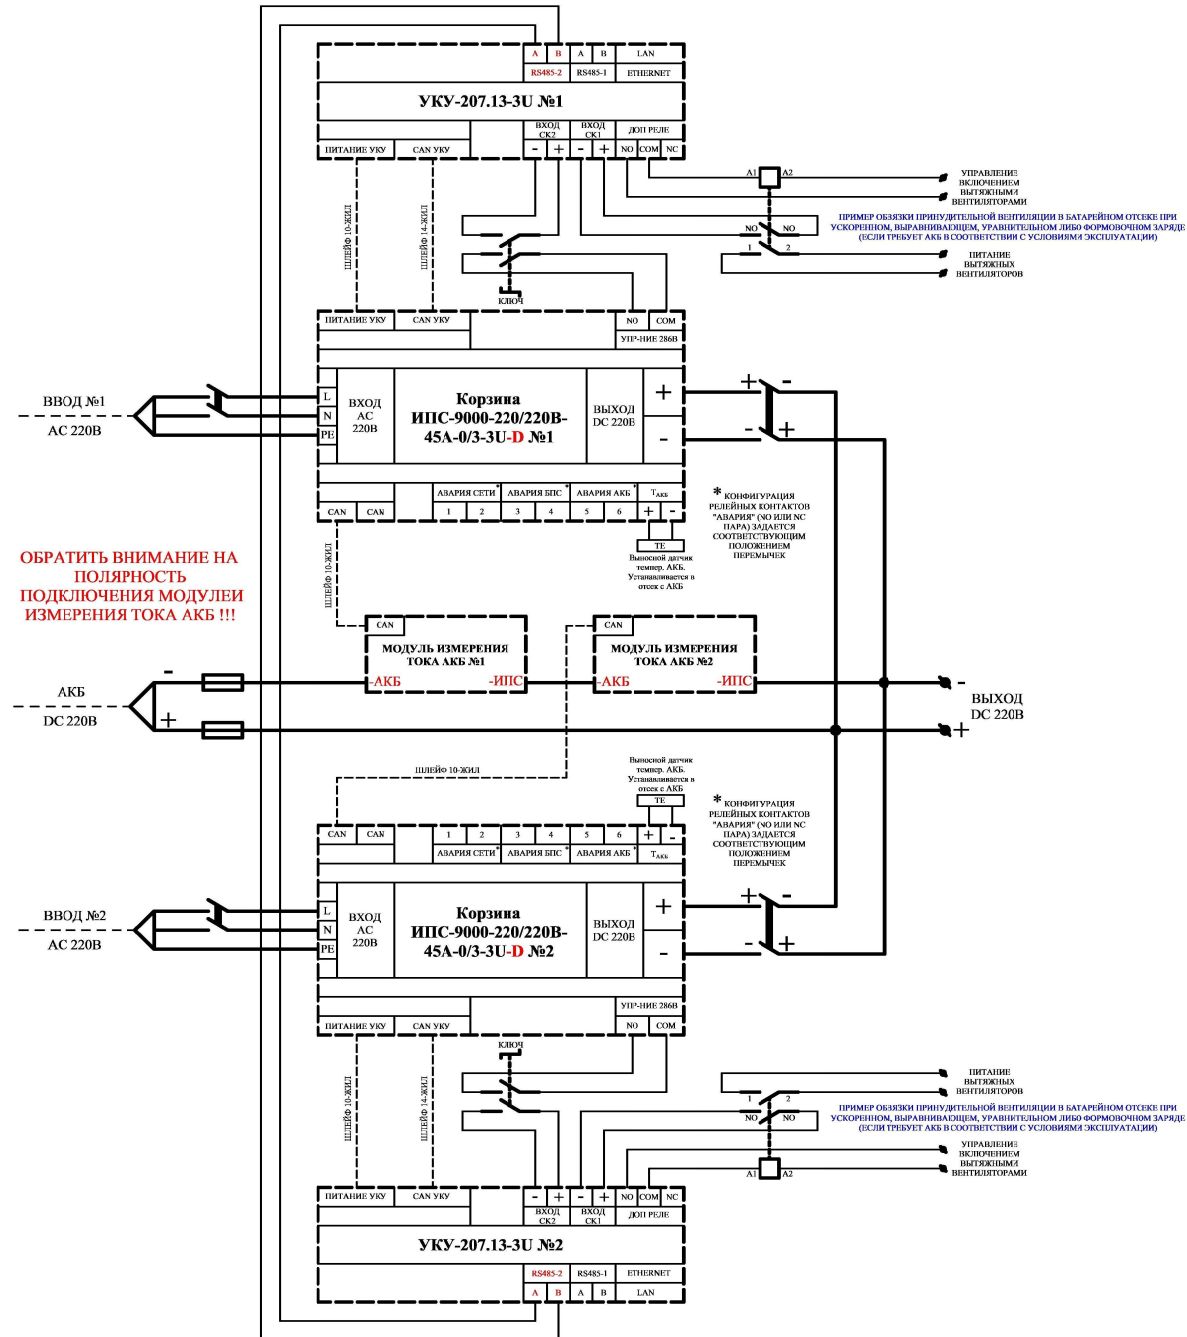 A B A B LAN
RS485-2 RS485-1 ETHERNET
УКУ-207.13-3U №1
ВХОД СК2 ВХОД СК1 ДОП РЕЛЕ
ПИТАНИЕ УКУ CAN УКУ - + - + NO COM NC
A1 A2
УПРАВЛЕНИЕ
ВКЛЮЧЕНИЕМ
ВЫТЯЖНЫМИ
ВЕНТИЛЯТОРАМИ
ШЛЕЙФ 10-ЖИЛ
ШЛЕЙФ 14-ЖИЛ
ПРИМЕР ОБВЯЗКИ ПРИНУДИТЕЛЬНОЙ ВЕНТИЛЯЦИИ В БАТАРЕЙНОМ ОТСЕКЕ ПРИ
УСКОРЕННОМ, ВЫРАВНИВАЮЩЕМ, УРАВНИТЕЛЬНОМ ЛИБО ФОРМОВОЧНОМ ЗАРЯДЕ
(ЕСЛИ ТРЕБУЕТ АКБ В СООТВЕТСТВИИ С УСЛОВИЯМИ ЭКСПЛУАТАЦИИ)
NO NO
1 2
ПИТАНИЕ
ВЫТЯЖНЫХ
ВЕНТИЛЯТОРОВ
КЛЮЧ
ПИТАНИЕ УКУ CAN УКУ NO COM
УПР-НИЕ 286В
ВВОД №1
AC 220В
L
N
PE
ВХОД
AC
220В
Корзина
ИПС-9000-220/220В-
45А-0/3-3U-D №1
ВЫХОД
DC 220В
+
-
+ -
- +
АВАРИЯ СЕТИ* АВАРИЯ БПС* АВАРИЯ АКБ* TАКБ
CAN CAN 1 2 3 4 5 6 + -
TE
Выносной датчик
темпер. АКБ.
Устанавливается в
отсек с АКБ
* КОНФИГУРАЦИЯ
РЕЛЕЙНЫХ КОНТАКТОВ
"АВАРИЯ" (NO ИЛИ NC
ПАРА) ЗАДАЕТСЯ
СООТВЕТСТВУЮЩИМ
ПОЛОЖЕНИЕМ
ПЕРЕМЫЧЕК
ШЛЕЙФ 10-ЖИЛ
ОБРАТИТЬ ВНИМАНИЕ НА
ПОЛЯРНОСТЬ
ПОДКЛЮЧЕНИЯ МОДУЛЕЙ
ИЗМЕРЕНИЯ ТОКА АКБ !!!
CAN
МОДУЛЬ ИЗМЕРЕНИЯ
ТОКА АКБ №1
-АКБ -ИПС
CAN
МОДУЛЬ ИЗМЕРЕНИЯ
ТОКА АКБ №2
-АКБ -ИПС
АКБ
DC 220В
-
+
-
ВЫХОД
DC 220В
+
ШЛЕЙФ 10-ЖИЛ
Выносной датчик
темпер. АКБ.
Устанавливается в
отсек с АКБ
TE
* КОНФИГУРАЦИЯ
РЕЛЕЙНЫХ КОНТАКТОВ
"АВАРИЯ" (NO ИЛИ NC
ПАРА) ЗАДАЕТСЯ
СООТВЕТСТВУЮЩИМ
ПОЛОЖЕНИЕМ
ПЕРЕМЫЧЕК
CAN CAN 1 2 3 4 5 6 + -
АВАРИЯ СЕТИ* АВАРИЯ БПС* АВАРИЯ АКБ* TАКБ
ВВОД №2
AC 220В
L
N
PE
ВХОД
AC
220В
Корзина
ИПС-9000-220/220В-
45А-0/3-3U-D №2
ВЫХОД
DC 220В
+
-
+ -
- +
УПР-НИЕ 286В
ПИТАНИЕ УКУ CAN УКУ NO COM
КЛЮЧ
ШЛЕЙФ 10-ЖИЛ
ШЛЕЙФ 14-ЖИЛ
ПИТАНИЕ
ВЫТЯЖНЫХ
ВЕНТИЛЯТОРОВ
1 2
NO NO
ПРИМЕР ОБВЯЗКИ ПРИНУДИТЕЛЬНОЙ ВЕНТИЛЯЦИИ В БАТАРЕЙНОМ ОТСЕКЕ ПРИ
УСКОРЕННОМ, ВЫРАВНИВАЮЩЕМ, УРАВНИТЕЛЬНОМ ЛИБО ФОРМОВОЧНОМ ЗАРЯДЕ
(ЕСЛИ ТРЕБУЕТ АКБ В СООТВЕТСТВИИ С УСЛОВИЯМИ ЭКСПЛУАТАЦИИ)
УПРАВЛЕНИЕ
ВКЛЮЧЕНИЕМ
ВЫТЯЖНЫМИ
ВЕНТИЛЯТОРАМИ
A1 A2
ПИТАНИЕ УКУ CAN УКУ - + - + NO COM NC
ВХОД СК2 ВХОД СК1 ДОП РЕЛЕ
УКУ-207.13-3U №2
RS485-2 RS485-1 ETHERNET
A B A B LAN